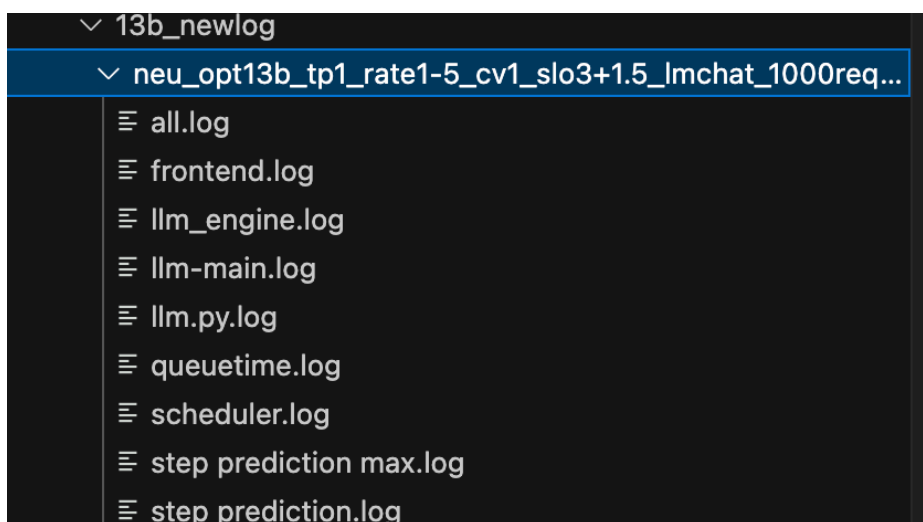 13b_newlog
neu_opt13b_tp1_rate1-5_cv1_slo3+1.5_lmchat_1000req...
all.log
frontend.log
llm_engine.log
llm-main.log
llm.py.log
queuetime.log
scheduler.log
step prediction max.log
step prediction.log